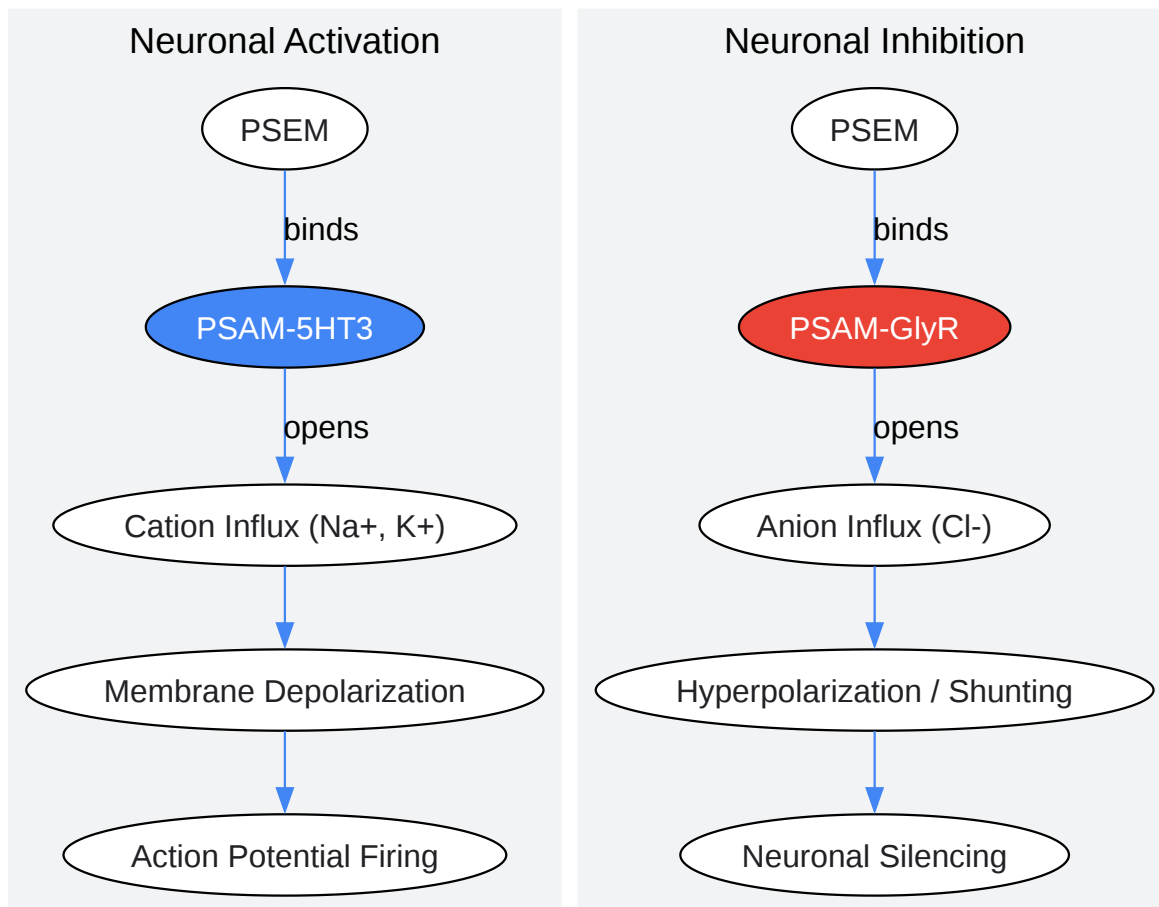 Neuronal Activation
PSEM
binds
PSAM-5HT3
opens
Cation Influx (Na+, K+)
Membrane Depolarization
Action Potential Firing
Neuronal Inhibition
PSEM
binds
PSAM-GlyR
opens
Anion Influx (Cl-)
Hyperpolarization / Shunting
Neuronal Silencing